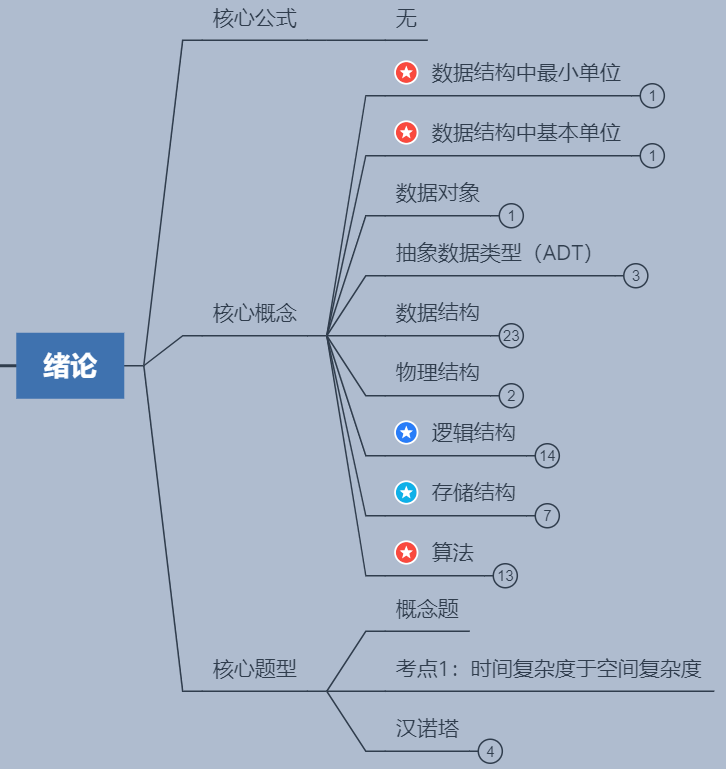 核心公式
无
数据结构中最小单位
1
数据结构中基本单位
1
数据对象
1
抽象数据类型（ADT）
3
核心概念
数据结构
23
绪论
物理结构
2
逻辑结构
14
存储结构
7
算法
13
概念题
核心题型
考点1：时间复杂度于空间复杂度
汉诺塔
4